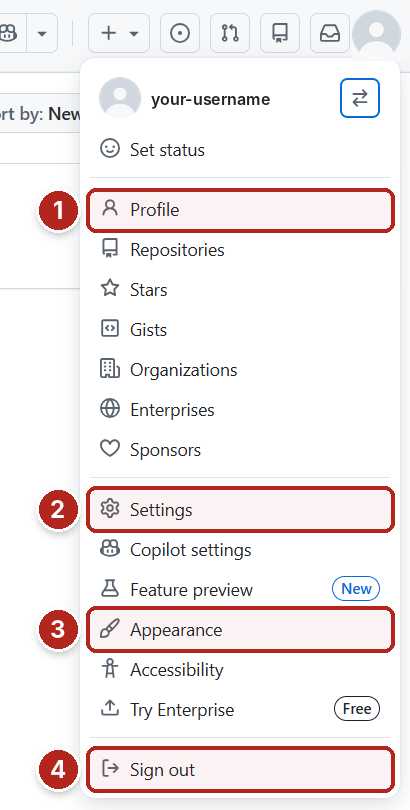 your-username
ort by: New
Set status
1 Profile
Repositories
Stars
Gists
Organizations
Enterprises
Sponsors
2 Settings
Copilot settings
Feature preview New
3 Appearance
Accessibility
Try Enterprise Free
4 Sign out